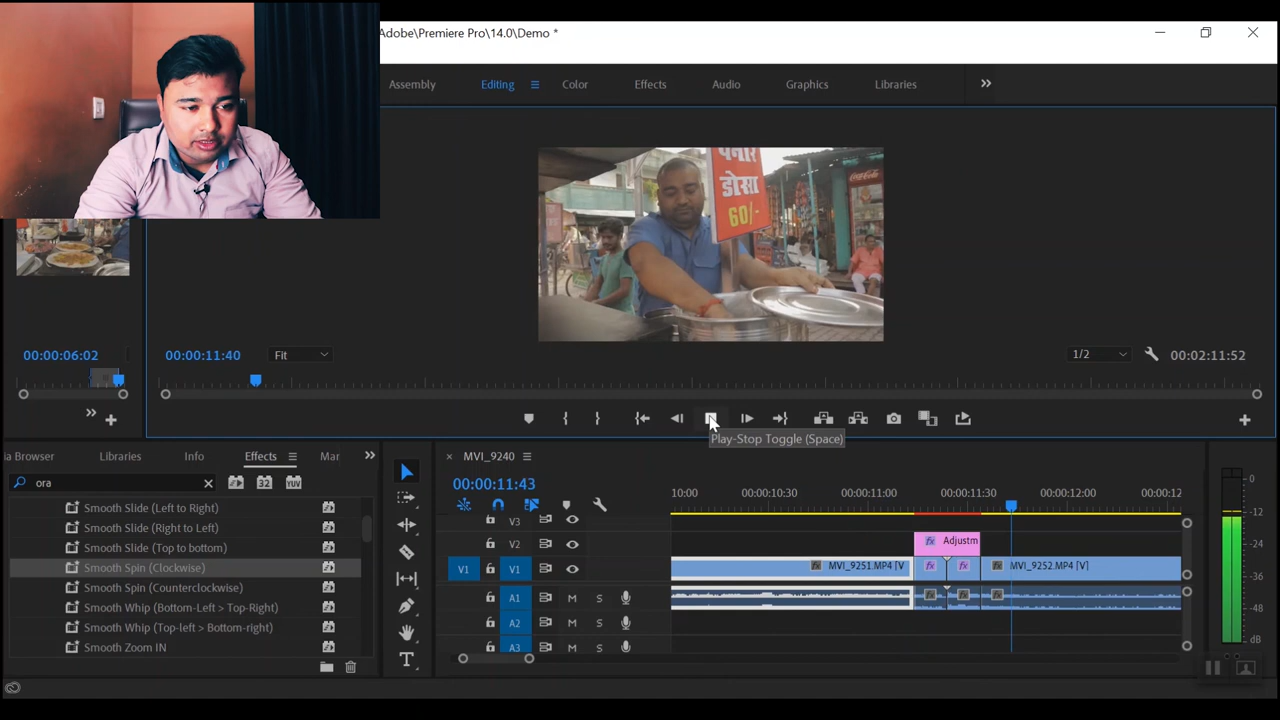 Adobe\Premiere Pro\14.0\Demo *
Assembly
Editing
Color
Effects
Audio
Graphics
Libraries
पनीर
डोसा
60/-
Coca-Cola
00:00:06:02
00:00:11:40
Fit
1/2
00:02:11:52
Play-Stop Toggle (Space)
ia Browser
Libraries
Info
Effects
Mar
ora
Smooth Slide (Left to Right)
Smooth Slide (Right to Left)
Smooth Slide (Top to bottom)
Smooth Spin (Clockwise)
Smooth Spin (Counterclockwise)
Smooth Whip (Bottom-Left > Top-Right)
Smooth Whip (Top-left > Bottom-right)
Smooth Zoom IN
× MVI_9240
00:00:11:43
10:00
00:00:10:30
00:00:11:00
00:00:11:30
00:00:12:00
00:00:12
V3
V2
fx Adjustm
V1 V1
fx MVI_9251.MP4 [V
fx fx
fx MVI_9252.MP4 [V]
A1 M S
A2 M S
A3 M S
0
-12
-24
-36
-48
dB